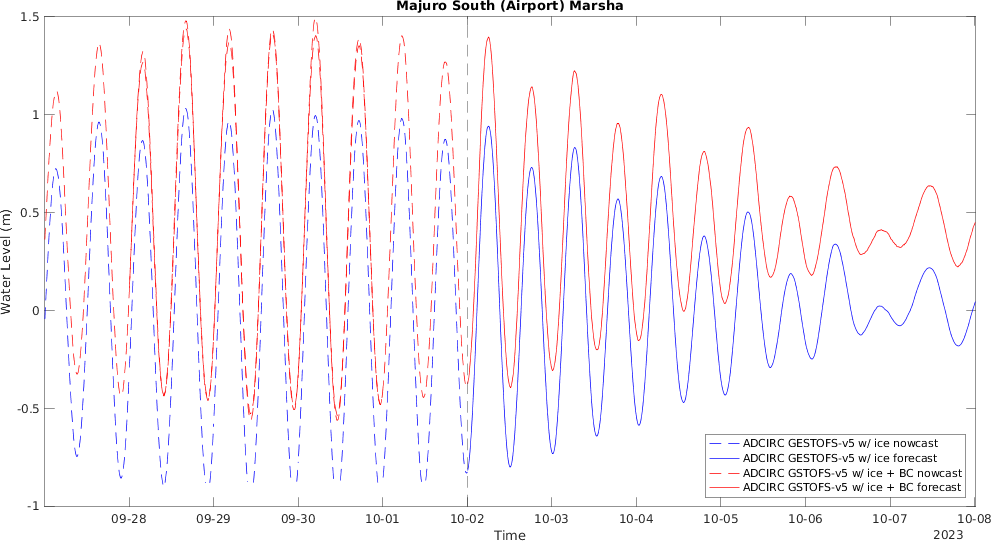 Majuro South (Airport) Marsha
1.5
1
0.5
0
-0.5
-1
Water Level (m)
ADCIRC GESTOFS-v5 w/ ice nowcast
ADCIRC GESTOFS-v5 w/ ice forecast
ADCIRC GSTOFS-v5 w/ ice + BC nowcast
ADCIRC GSTOFS-v5 w/ ice + BC forecast
09-28 09-29 09-30 10-01 10-02 10-03 10-04 10-05 10-06 10-07 10-08
Time
2023